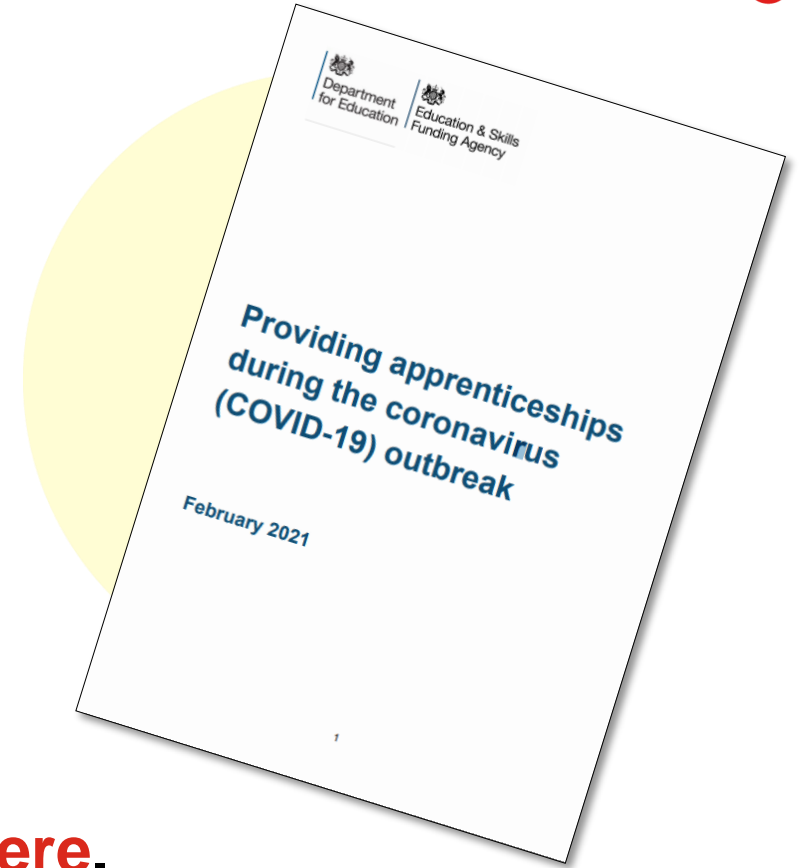 Department
for Education
Education & Skills
Funding Agency
Providing apprenticeships
during the coronavirus
(COVID-19) outbreak
February 2021
1
ere.